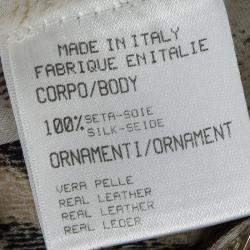 MADE IN ITALY
FABRIQUE EN ITALIE
CORPO/BODY
100% SETA-SOIE
SILK-SEIDE
ORNAMENTI/ORNAMENT
VERA PELLE
REAL LEATHER
REAL LEATHER
REAL LEDER